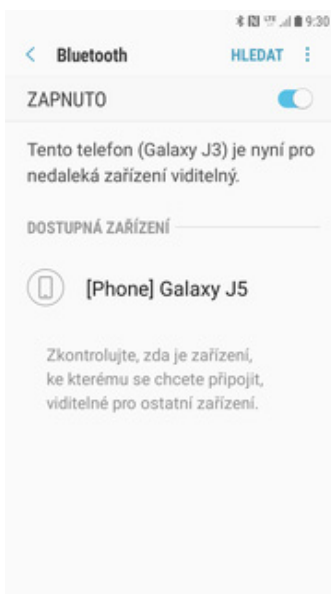 9:30
Bluetooth HLEDAT
ZAPNUTO
Tento telefon (Galaxy J3) je nyní pro
nedaleká zařízení viditelný.
DOSTUPNÁ ZAŘÍZENÍ
[Phone] Galaxy J5
Zkontrolujte, zda je zařízení,
ke kterému se chcete připojit,
viditelné pro ostatní zařízení.